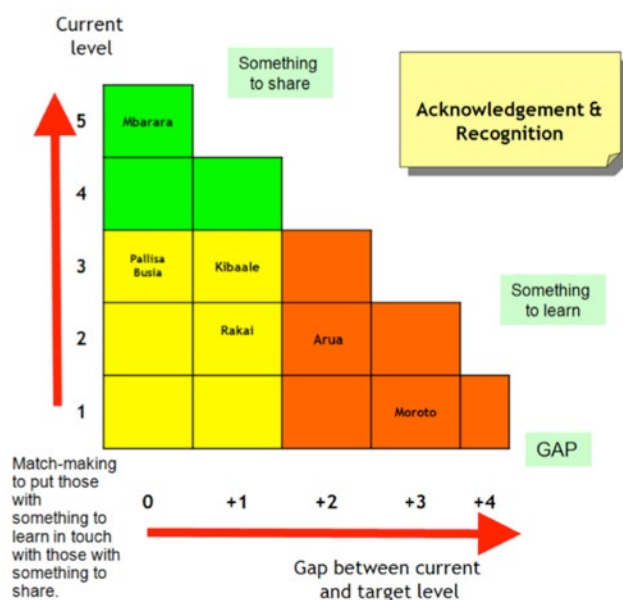 Current
level
Something
to share
Acknowledgement &
Recognition
5
Mbarara
4
3
Pallisa
Busia
Kibaale
Something
to learn
2
Rakai
Arua
1
Moroto
GAP
Match-making
to put those
with
something to
learn in touch
with those with
something to
share.
0
+1
+2
+3
+4
Gap between current
and target level